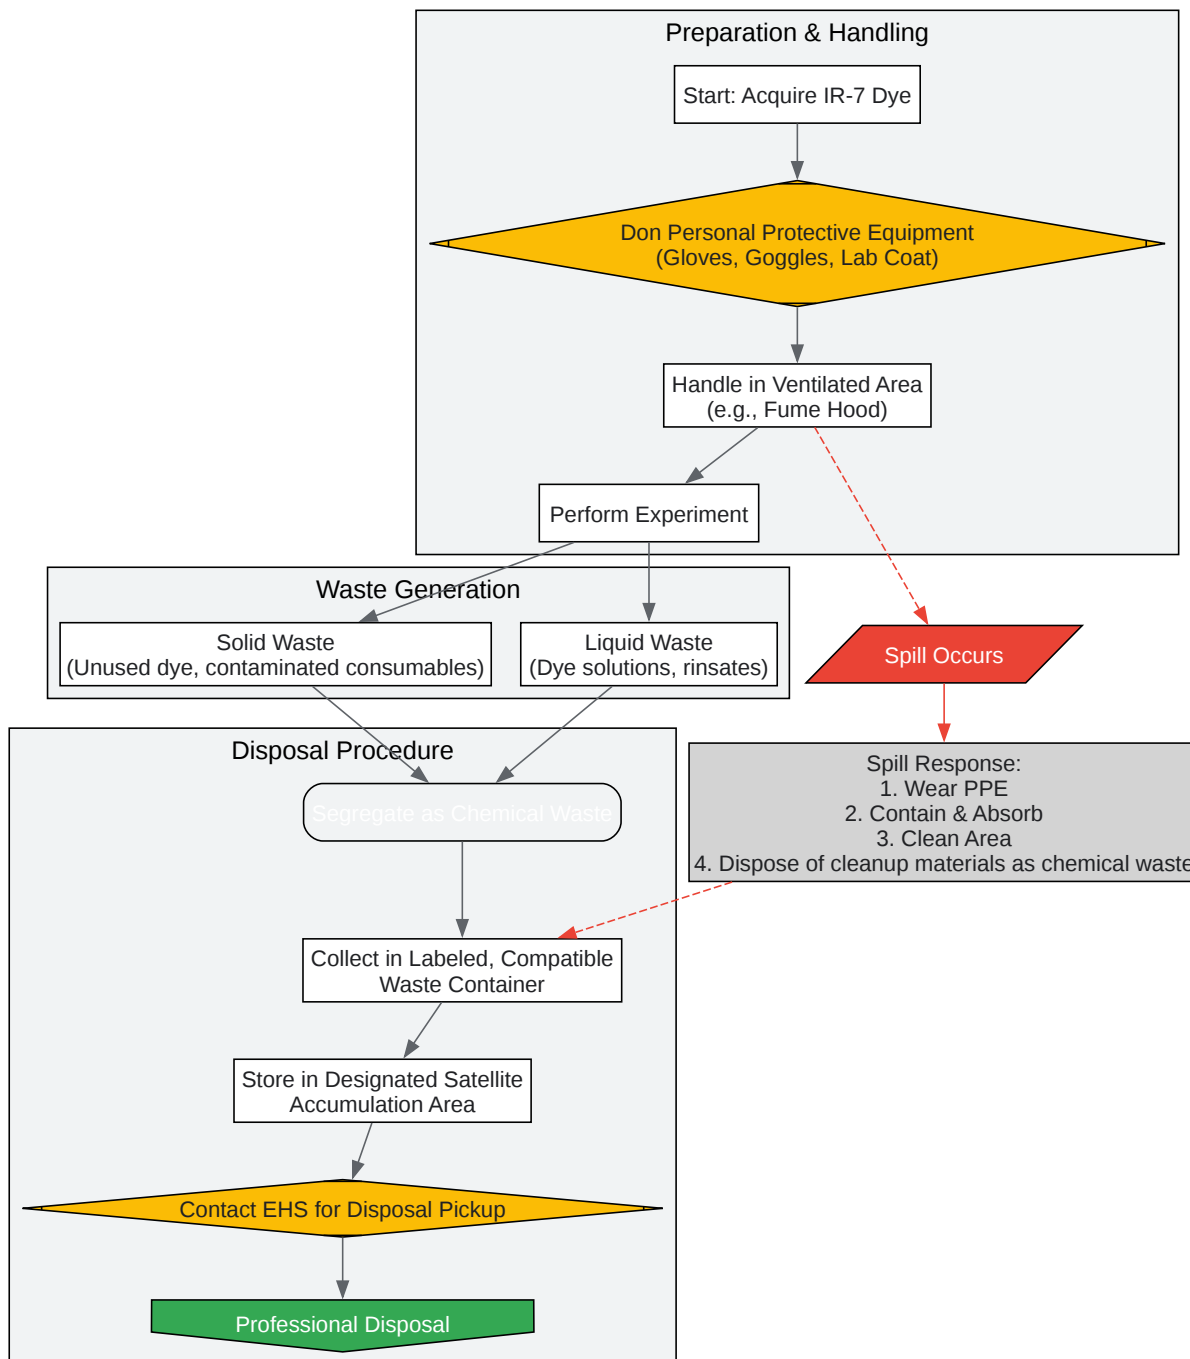 Preparation & Handling
Start: Acquire IR-7 Dye
Don Personal Protective Equipment
(Gloves, Goggles, Lab Coat)
Handle in Ventilated Area
(e.g., Fume Hood)
Perform Experiment
Waste Generation
Solid Waste
(Unused dye, contaminated consumables)
Liquid Waste
(Dye solutions, rinsates)
Spill Occurs
Disposal Procedure
Segregate as Chemical Waste
Spill Response:
1. Wear PPE
2. Contain & Absorb
3. Clean Area
4. Dispose of cleanup materials as chemical waste
Collect in Labeled, Compatible
Waste Container
Store in Designated Satellite
Accumulation Area
Contact EHS for Disposal Pickup
Professional Disposal